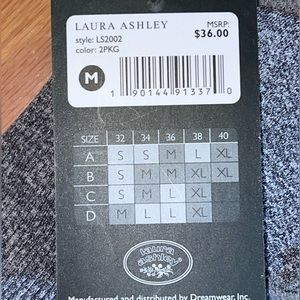 LAURA ASHLEY MSRP:
style: LS2002 $36.00
color: 2PKG
M
1 90144 91337 0
SIZE 32 34 36 38 40
A S S M L XL
B S M M XL XL
C S M L XL
D M L L XL
laura ashley
Manufactured and distributed by Dreamwear, Inc.